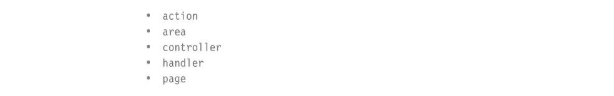 • action
• area
• controller
• handler
• page